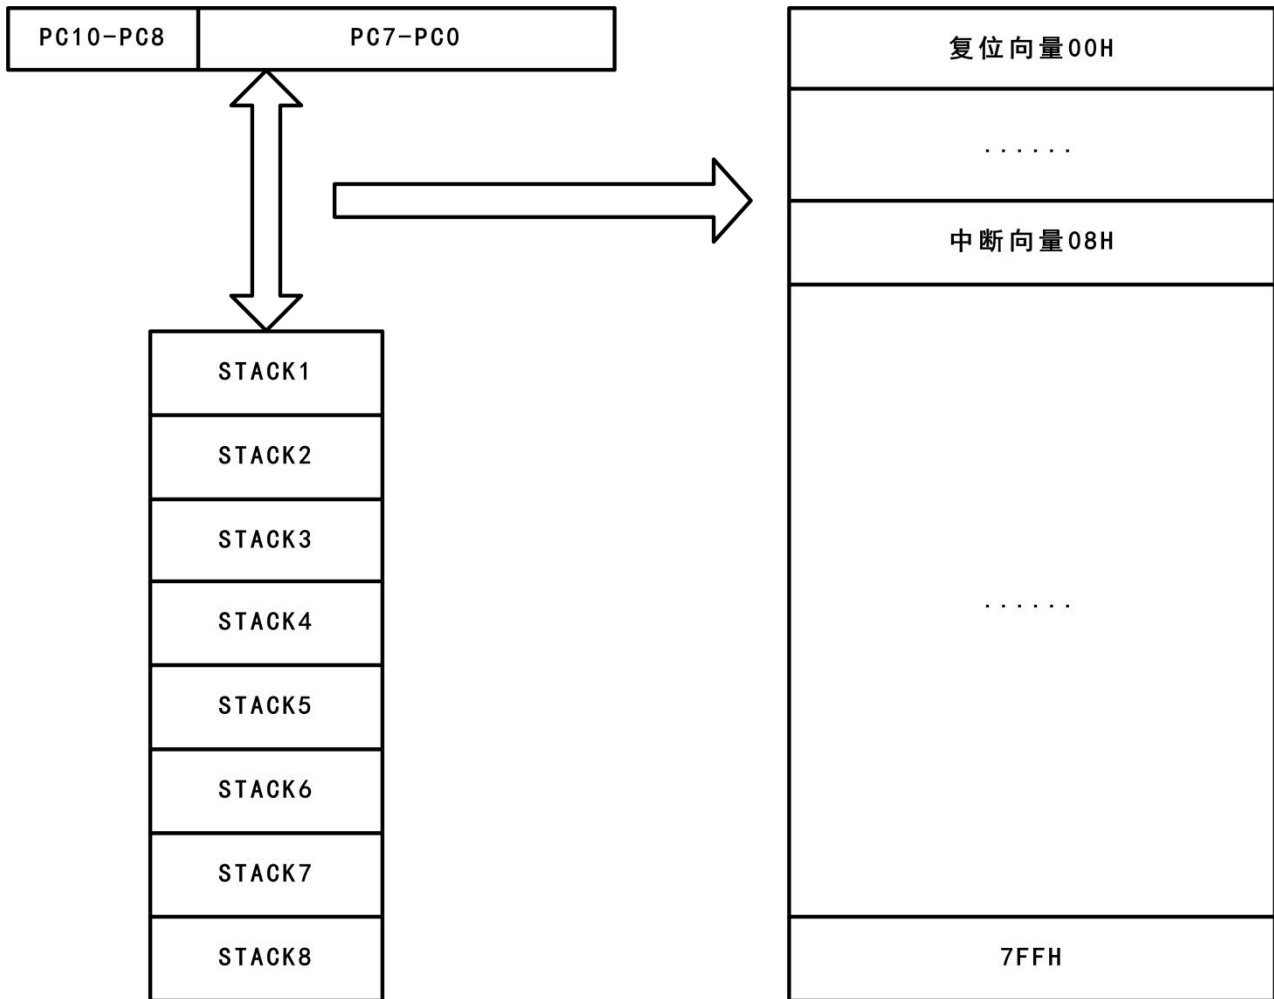 PC10-PC8
PC7-PC0
STACK1
STACK2
STACK3
STACK4
STACK5
STACK6
STACK7
STACK8
复位向量00H
......
中断向量08H
......
7FFH